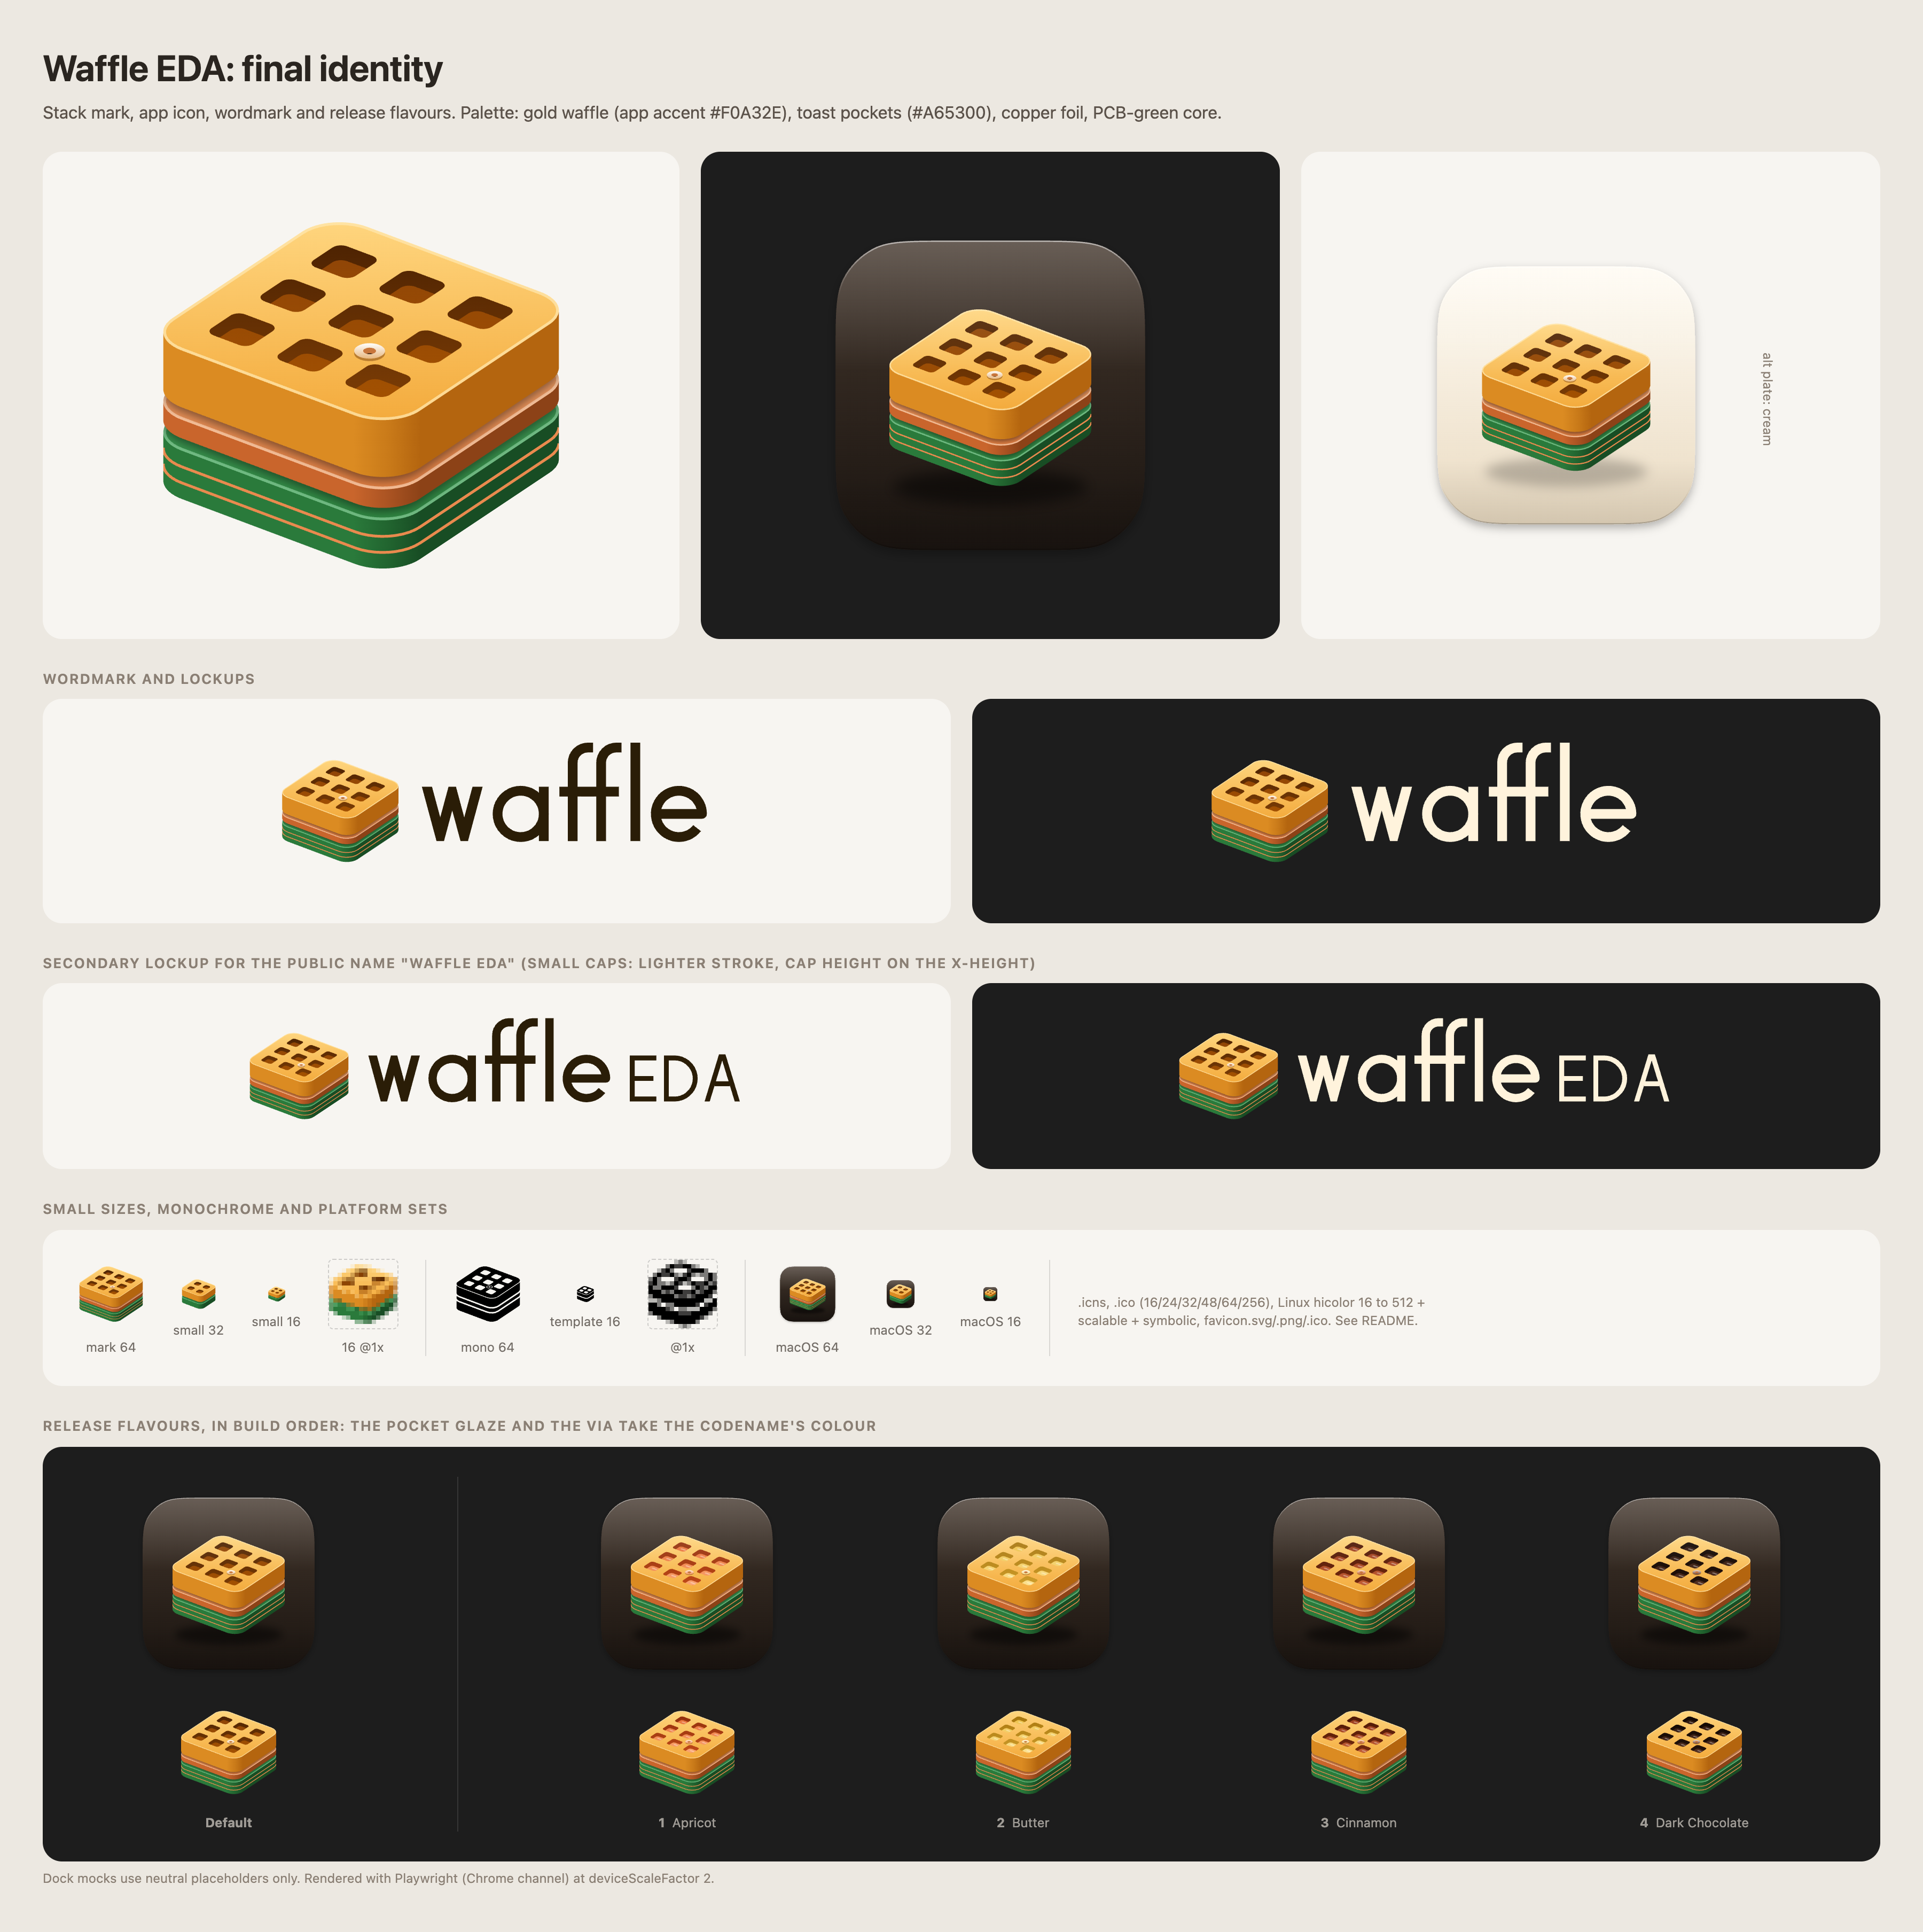 Waffle EDA: final identity
Stack mark, app icon, wordmark and release flavours. Palette: gold waffle (app accent #F0A32E), toast pockets (#A65300), copper foil, PCB-green core.
alt plate: cream
WORDMARK AND LOCKUPS
waffle
waffle
SECONDARY LOCKUP FOR THE PUBLIC NAME "WAFFLE EDA" (SMALL CAPS: LIGHTER STROKE, CAP HEIGHT ON THE X-HEIGHT)
waffle EDA
waffle EDA
SMALL SIZES, MONOCHROME AND PLATFORM SETS
mark 64
small 32
small 16
16 @1x
mono 64
template 16
@1x
macOS 64
macOS 32
macOS 16
.icns, .ico (16/24/32/48/64/256), Linux hicolor 16 to 512 +
scalable + symbolic, favicon.svg/.png/.ico. See README.
RELEASE FLAVOURS, IN BUILD ORDER: THE POCKET GLAZE AND THE VIA TAKE THE CODENAME'S COLOUR
Default
1 Apricot
2 Butter
3 Cinnamon
4 Dark Chocolate
Dock mocks use neutral placeholders only. Rendered with Playwright (Chrome channel) at deviceScaleFactor 2.